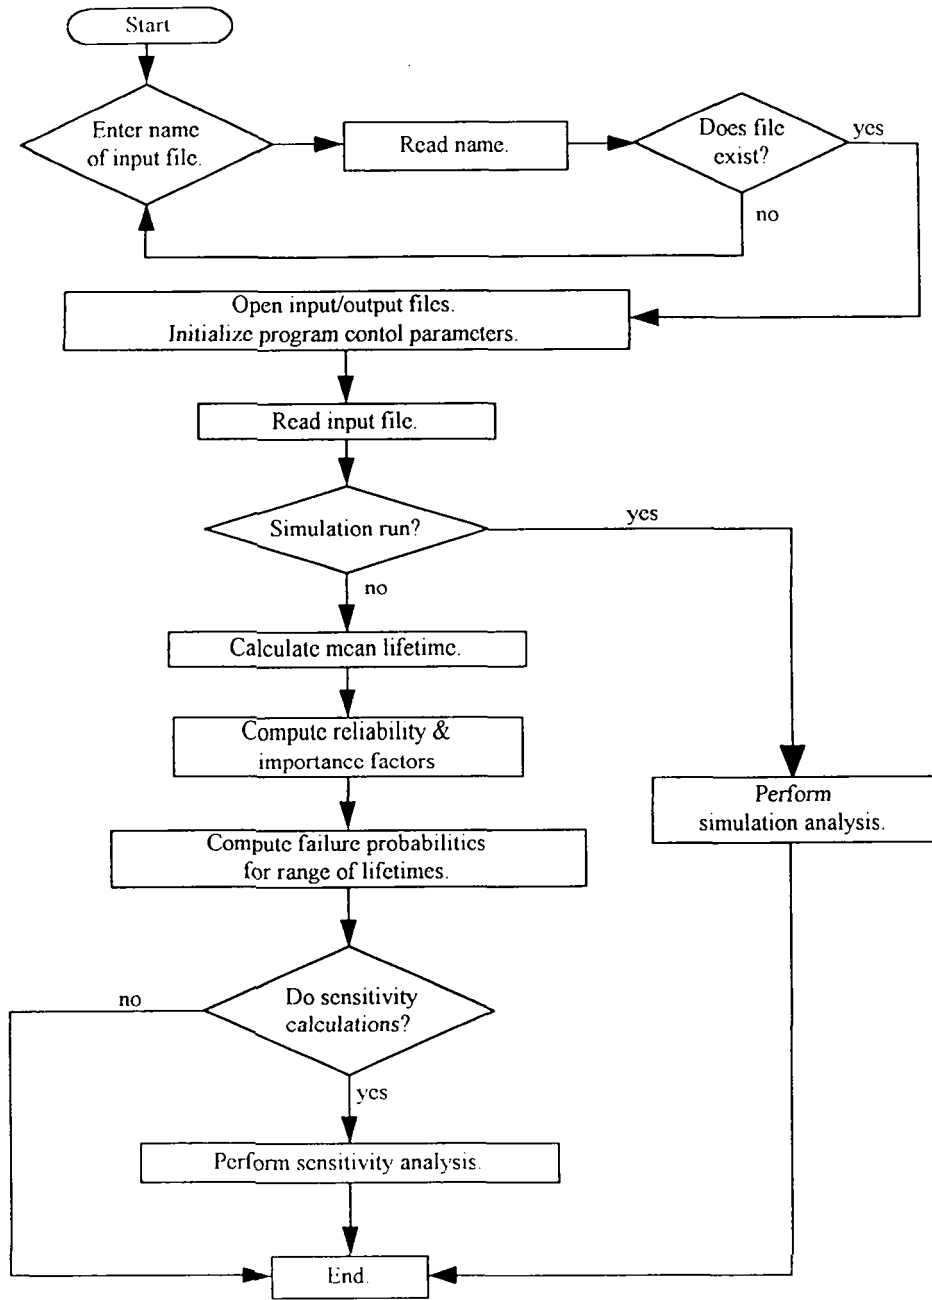 Start
Enter name
of input file.
Read name.
Does file
exist?
yes
no
Open input/output files.
Initialize program contol parameters.
Read input file.
Simulation run?
yes
no
Calculate mean lifetime.
Compute reliability &
importance factors
Perform
simulation analysis.
Compute failure probabilities
for range of lifetimes.
Do sensitivity
calculations?
no
yes
Perform sensitivity analysis.
End.